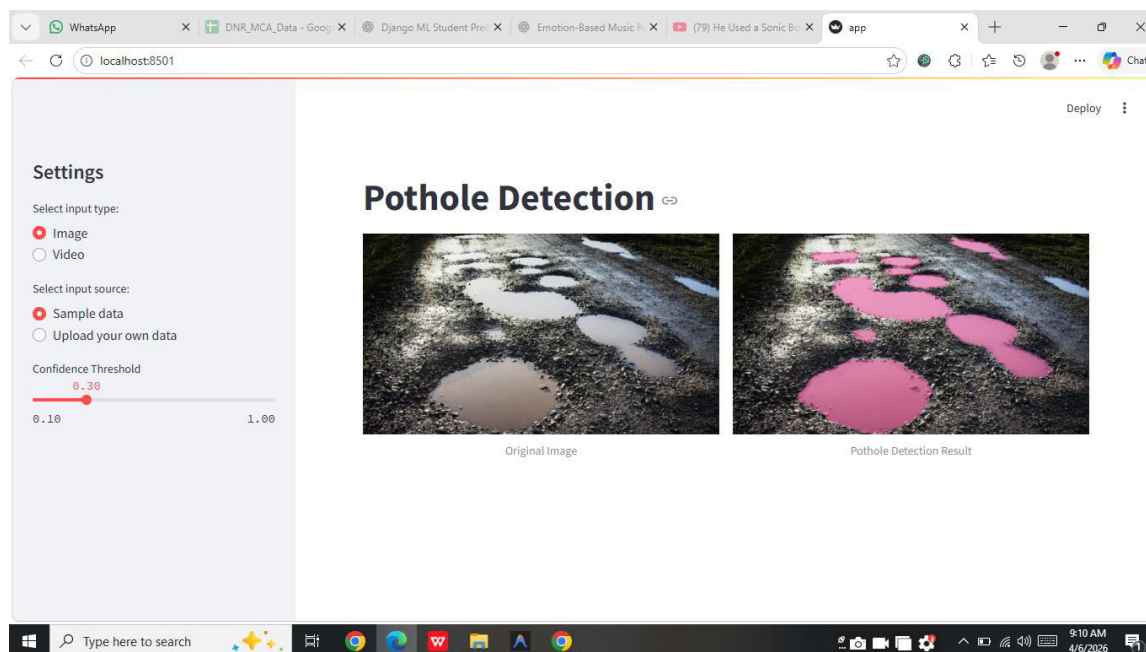 WhatsApp
DNR_MCA_Data - Goog
Django ML Student Pred
Emotion-Based Music R
(79) He Used a Sonic Bo
app
localhost:8501
Chat
Deploy
Settings
Select input type:
Image
Video
Select input source:
Sample data
Upload your own data
Confidence Threshold
0.30
0.10 1.00
Pothole Detection
Original Image
Pothole Detection Result
Type here to search
9:10 AM
4/6/2026